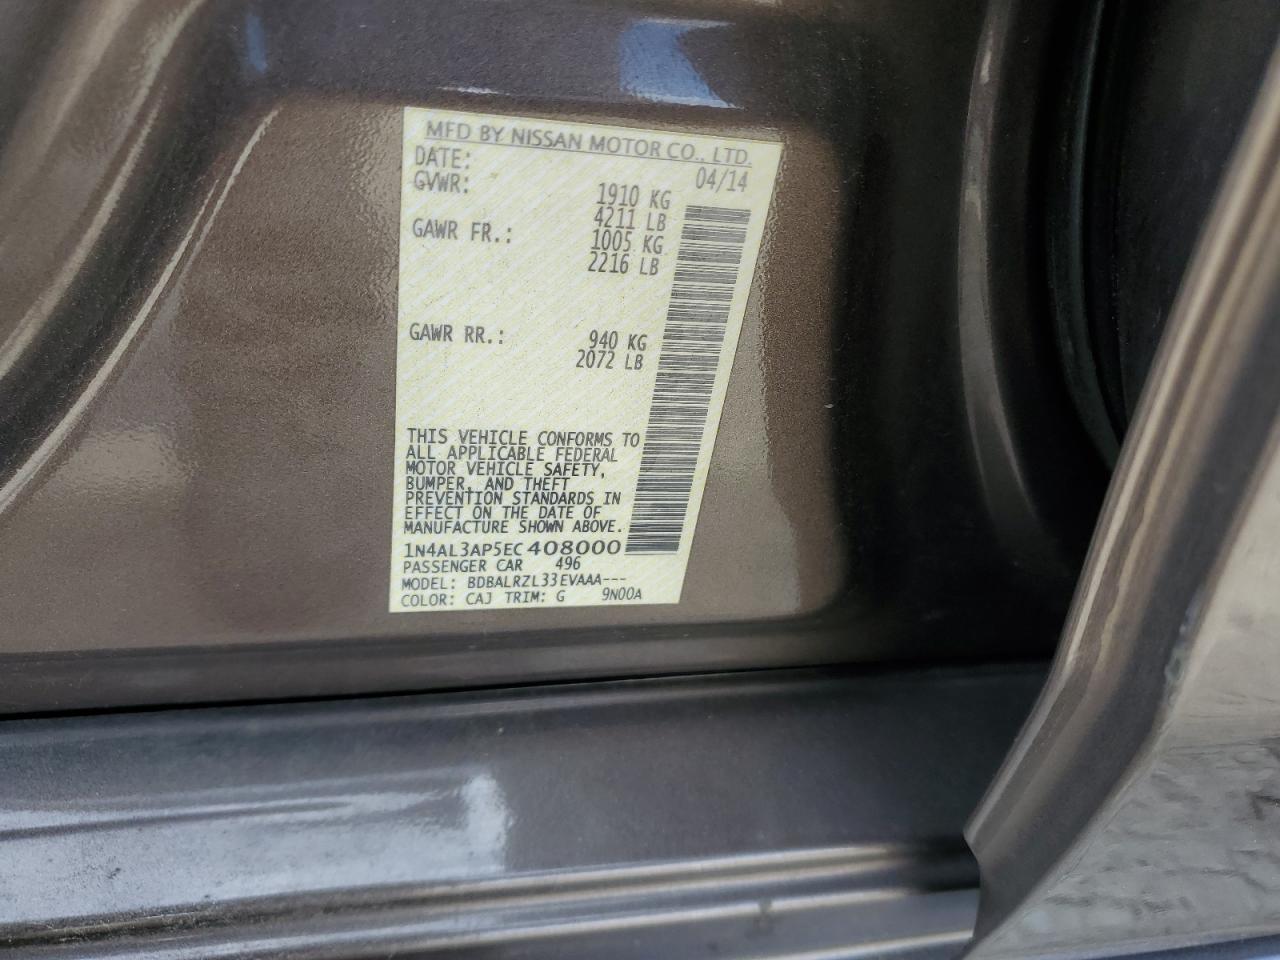 MFD BY NISSAN MOTOR CO., LTD.
DATE: 04/14
GVWR: 1910 KG
4211 LB
GAWR FR.: 1005 KG
2216 LB
GAWR RR.: 940 KG
2072 LB
THIS VEHICLE CONFORMS TO
ALL APPLICABLE FEDERAL
MOTOR VEHICLE SAFETY,
BUMPER, AND THEFT
PREVENTION STANDARDS IN
EFFECT ON THE DATE OF
MANUFACTURE SHOWN ABOVE.
1N4AL3AP5EC408000
PASSENGER CAR 496
MODEL: BDBALRZL33EVAAA---
COLOR: CAJ TRIM: G 9N00A